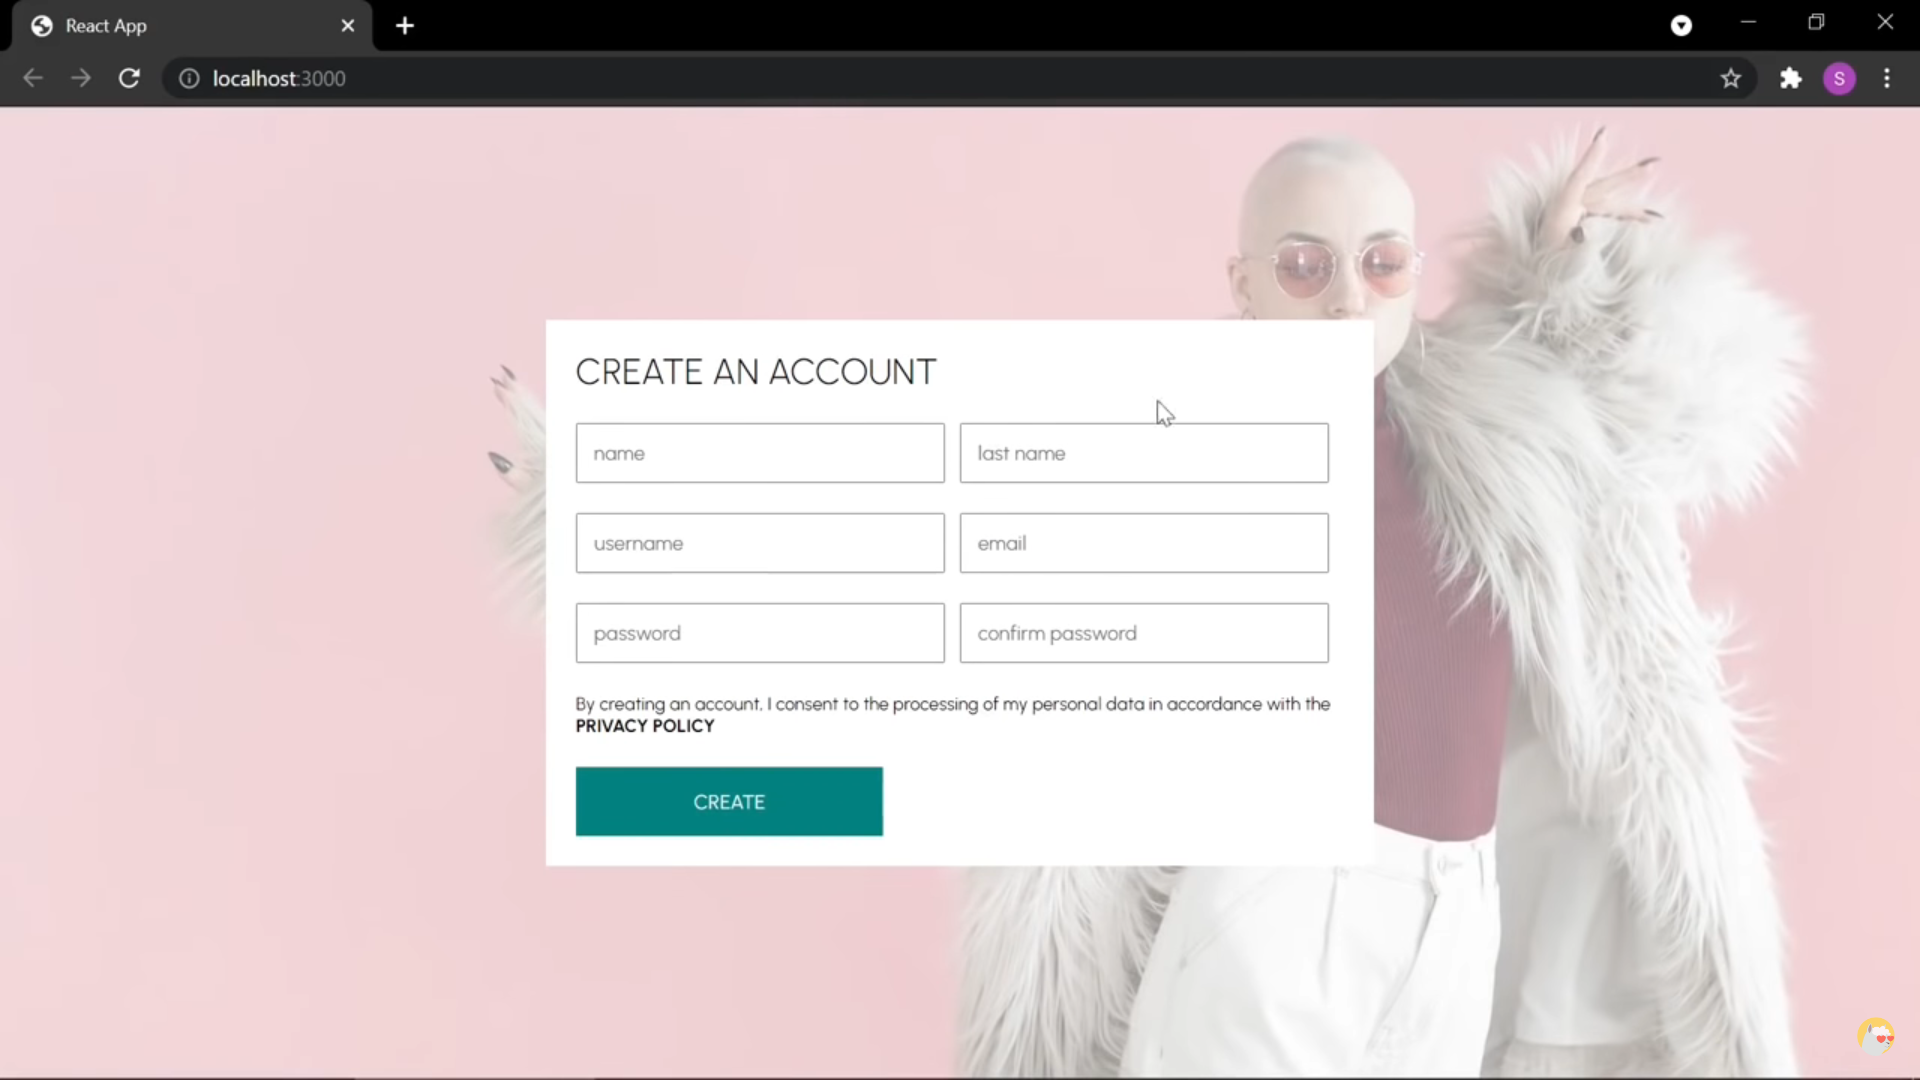 React App
localhost:3000
S
CREATE AN ACCOUNT
name
last name
username
email
password
confirm password
By creating an account, I consent to the processing of my personal data in accordance with the
PRIVACY POLICY
CREATE